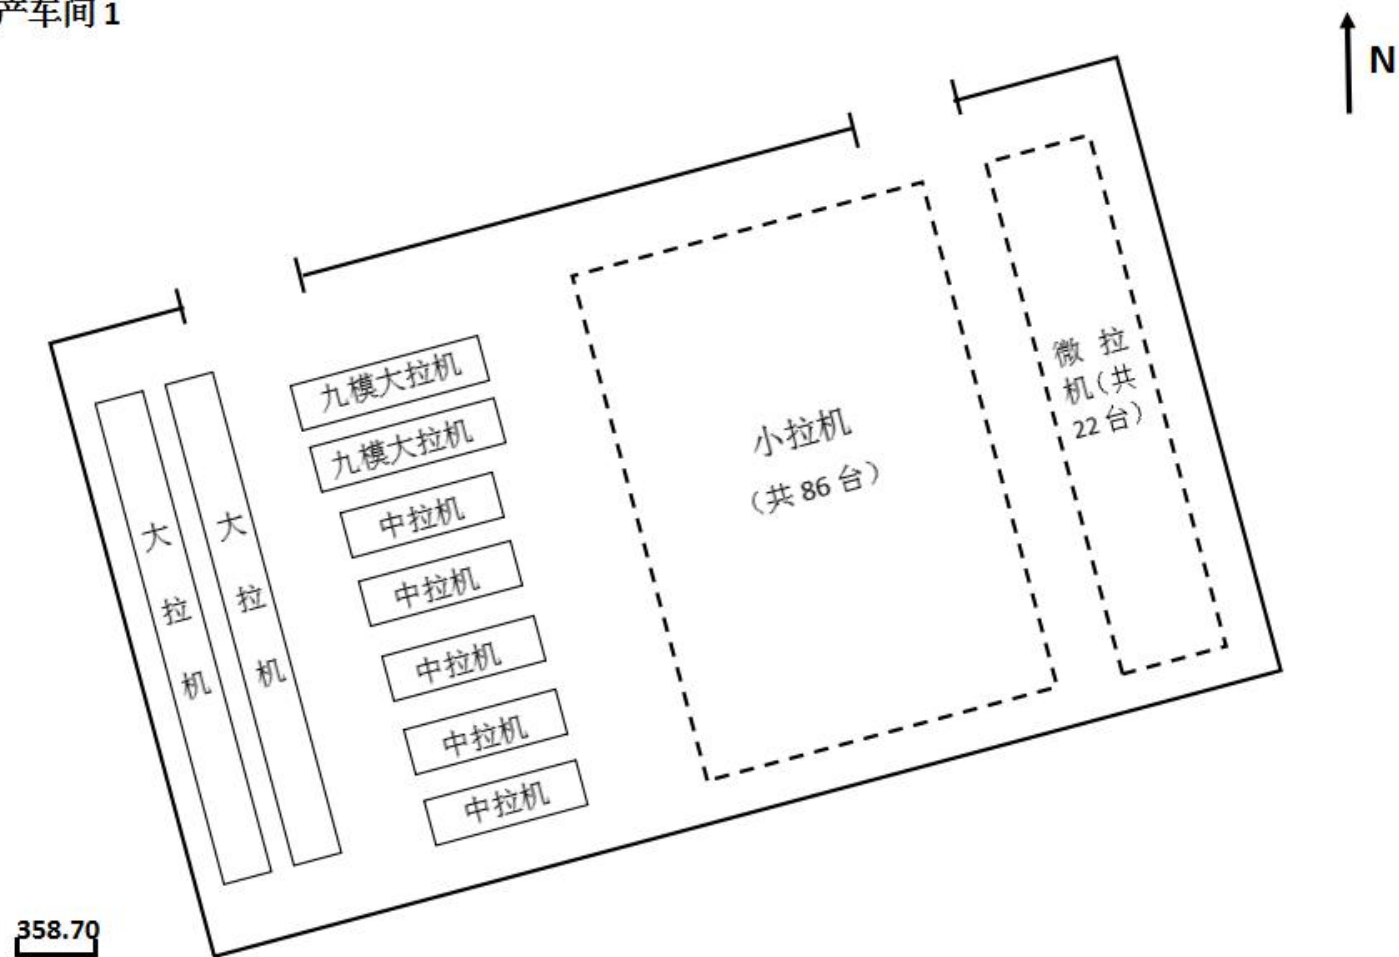 产车间 1
N
九模大拉机
九模大拉机
中拉机
中拉机
中拉机
中拉机
中拉机
大
拉
机
大
拉
机
小拉机
（共 86 台）
微 拉
机（共
22 台）
358.70